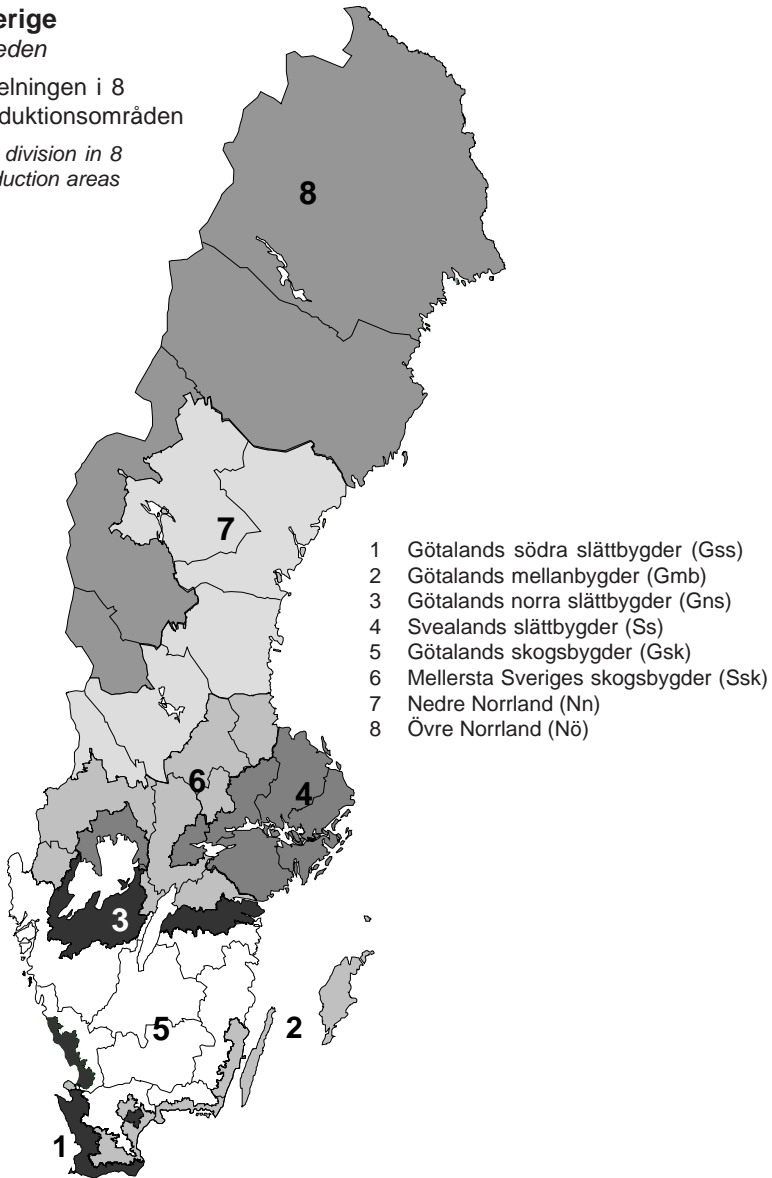 erige
eden
elningen i 8
duktionsområden
division in 8
duction areas
8
7
1 Götalands södra slättbygder (Gss)
2 Götalands mellanbygder (Gmb)
3 Götalands norra slättbygder (Gns)
4 Svealands slättbygder (Ss)
5 Götalands skogsbygder (Gsk)
6 Mellersta Sveriges skogsbygder (Ssk)
7 Nedre Norrland (Nn)
8 Övre Norrland (Nö)
6
4
3
5
2
1